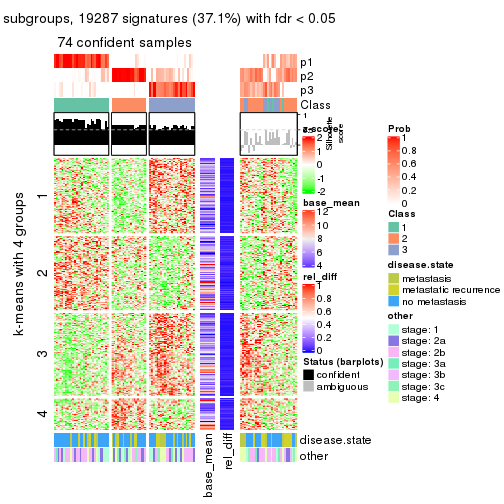 subgroups, 19287 signatures (37.1%) with fdr < 0.05
74 confident samples
p1
p2
p3
Class
1
0.5
0
Silhouette
score
k-means with 4 groups
1
2
3
4
z-score
2
1
0
-1
-2
base_mean
12
10
8
6
4
rel_diff
1
0.8
0.6
0.4
0.2
0
Status (barplots)
confident
ambiguous
Prob
1
0.8
0.6
0.4
0.2
0
Class
1
2
3
disease.state
metastasis
metastatic recurrence
no metastasis
other
stage: 1
stage: 2a
stage: 2b
stage: 3a
stage: 3b
stage: 3c
stage: 4
disease.state
other
base_mean
rel_diff